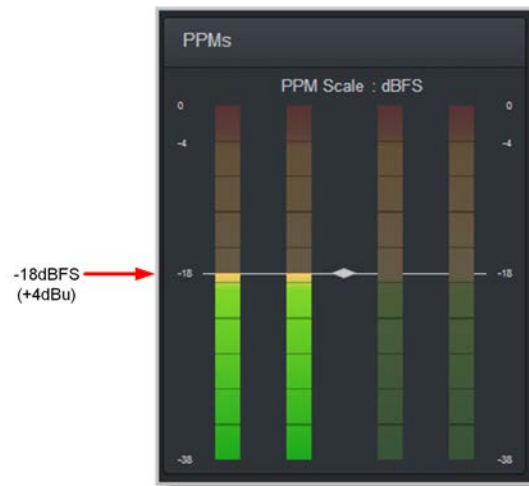 PPMs
PPM Scale : dBFS
0 0
-4 -4
-18dBFS
(+4dBu)
-18 -18
-38 -38